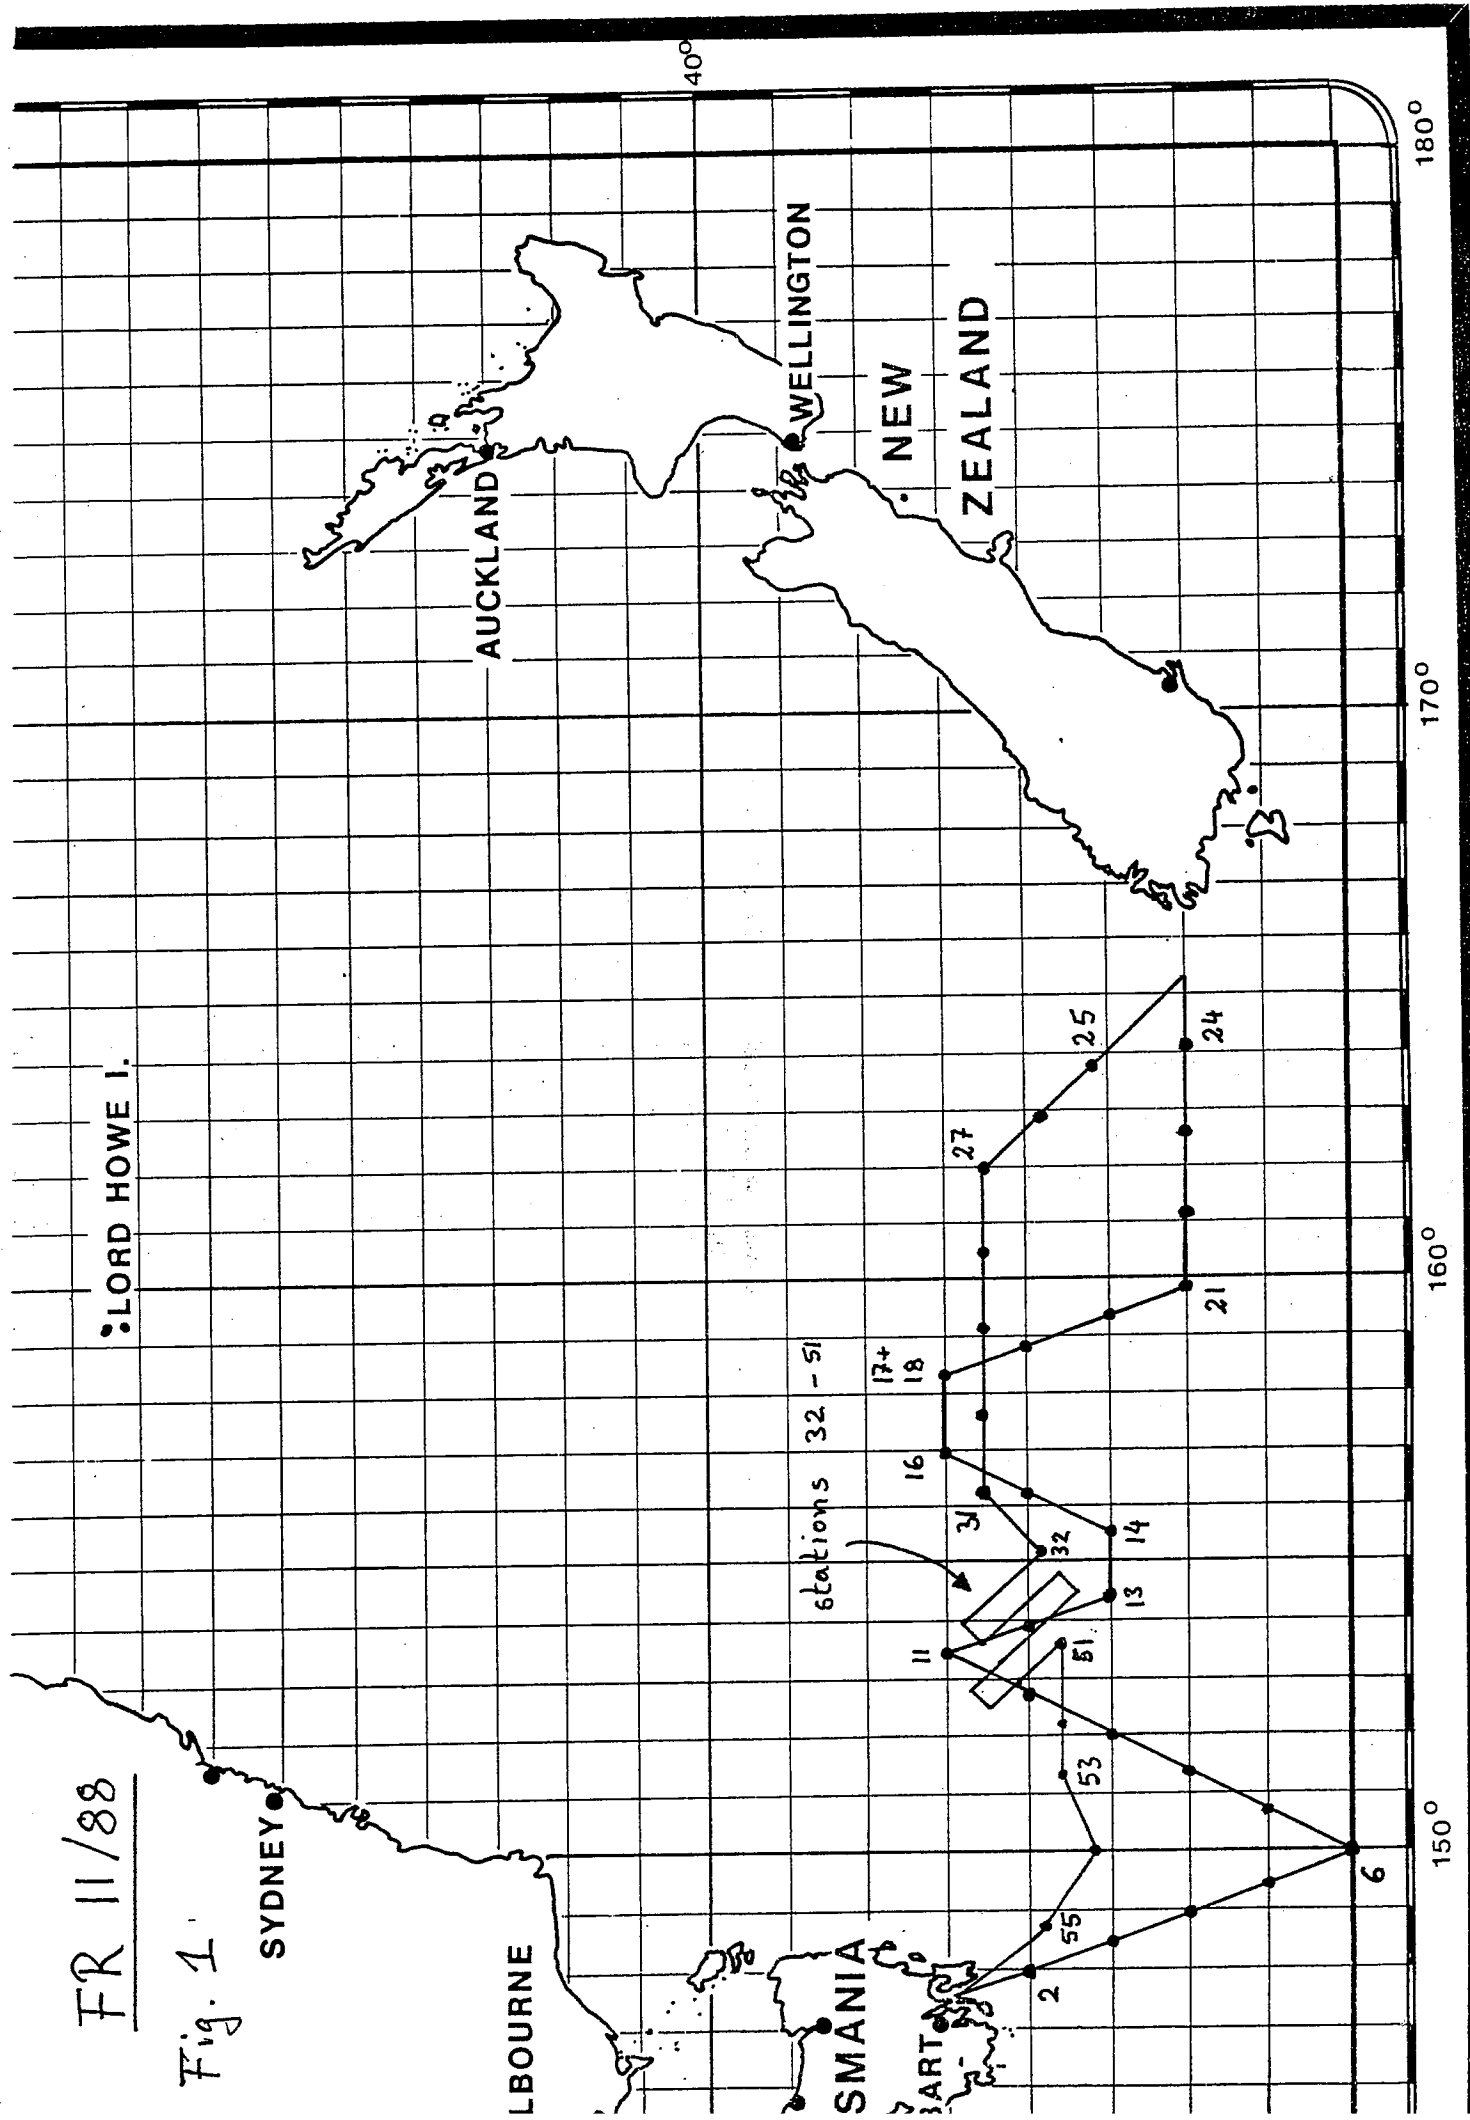 FR 11/88
Fig. 1
SYDNEY
LBOURNE
SMANIA
BART
LORD HOWE I.
AUCKLAND
WELLINGTON
NEW
ZEALAND
40°
180°
170°
160°
150°
Stations 32 - 51
2
6
11
13
14
16
17+
18
21
24
25
27
31
32
51
53
55